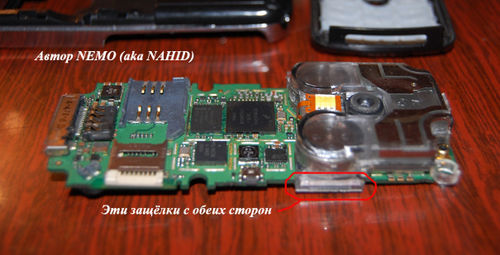 Автор NEMO (aka NAHID)
Эти защёлки с обеих сторон